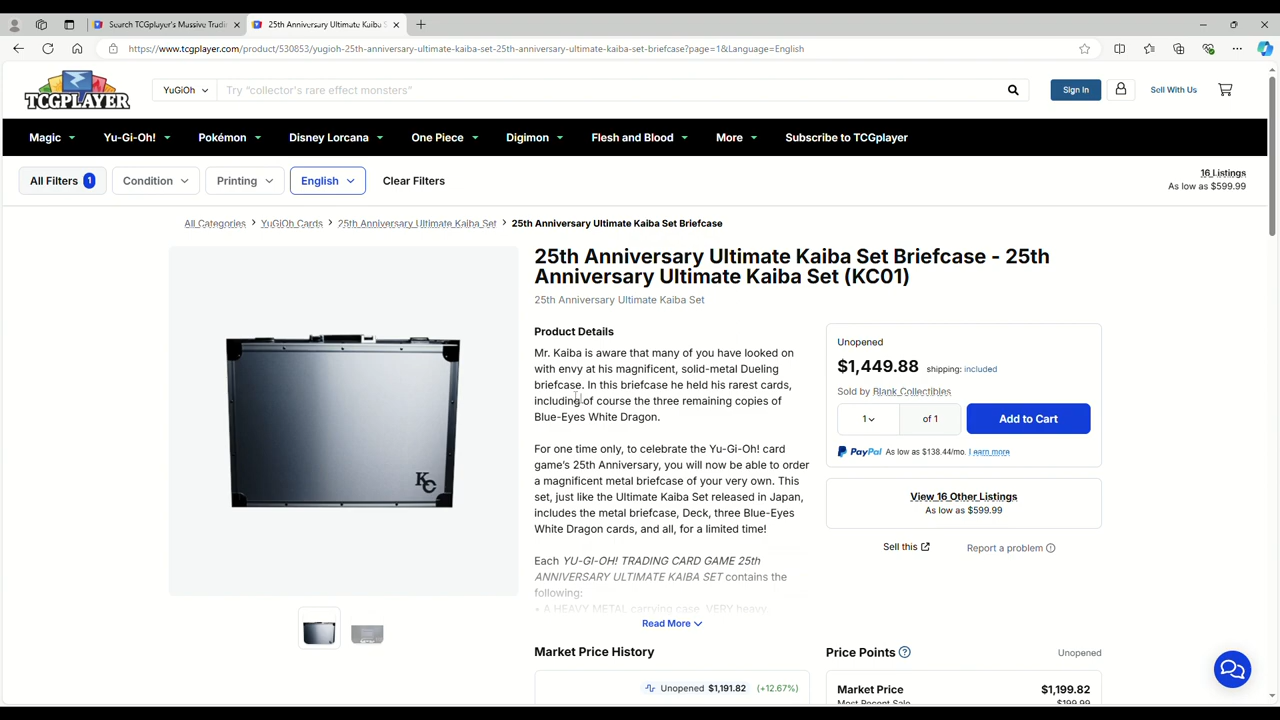 Search TCGplayer's Massive Tradi
25th Anniversary Ultimate Kaiba S
https://www.tcgplayer.com/product/530853/yugioh-25th-anniversary-ultimate-kaiba-set-25th-anniversary-ultimate-kaiba-set-briefcase?page=1&Language=English
TCGPLAYER
YuGiOh
Try "collector's rare effect monsters"
Sign In
Sell With Us
Magic
Yu-Gi-Oh!
Pokémon
Disney Lorcana
One Piece
Digimon
Flesh and Blood
More
Subscribe to TCGplayer
All Filters 1
Condition
Printing
English
Clear Filters
16 Listings
As low as $599.99
All Categories > YuGiOh Cards > 25th Anniversary Ultimate Kaiba Set > 25th Anniversary Ultimate Kaiba Set Briefcase
KC
25th Anniversary Ultimate Kaiba Set Briefcase - 25th
Anniversary Ultimate Kaiba Set (KC01)
25th Anniversary Ultimate Kaiba Set
Product Details
Mr. Kaiba is aware that many of you have looked on
with envy at his magnificent, solid-metal Dueling
briefcase. In this briefcase he held his rarest cards,
including of course the three remaining copies of
Blue-Eyes White Dragon.
For one time only, to celebrate the Yu-Gi-Oh! card
game's 25th Anniversary, you will now be able to order
a magnificent metal briefcase of your very own. This
set, just like the Ultimate Kaiba Set released in Japan,
includes the metal briefcase, Deck, three Blue-Eyes
White Dragon cards, and all, for a limited time!
Each YU-GI-OH! TRADING CARD GAME 25th
ANNIVERSARY ULTIMATE KAIBA SET contains the
following:
• A HEAVY METAL carrying case. VERY heavy.
Read More
Unopened
$1,449.88 shipping: included
Sold by Blank_Collectibles
1
of 1
Add to Cart
PayPal As low as $138.44/mo. Learn more
View 16 Other Listings
As low as $599.99
Sell this
Report a problem
Market Price History
Unopened $1,191.82 (+12.67%)
Price Points ?
Unopened
Market Price $1,199.82
Most Recent Sale $199.99